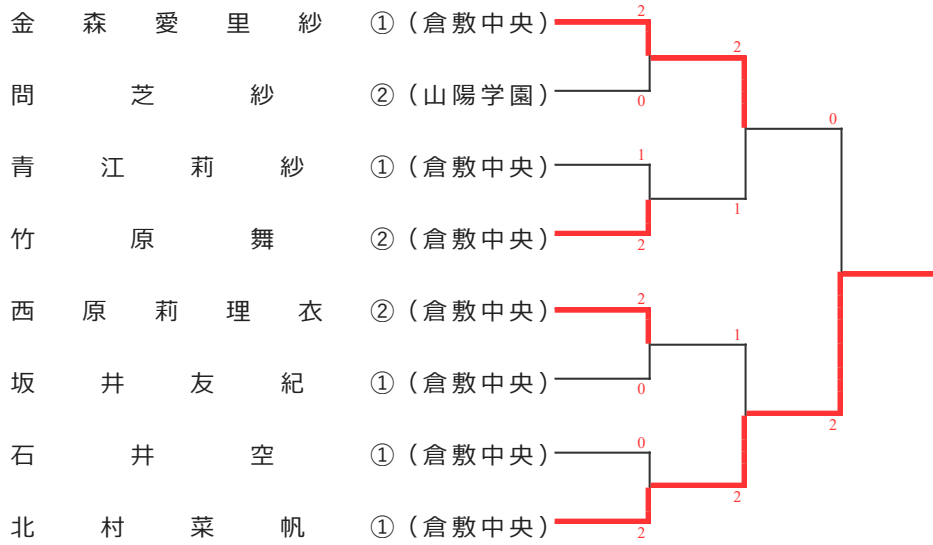 金森愛里紗 ①（倉敷中央） 2
2
問芝紗 ②（山陽学園） 0
0
青江莉紗 ①（倉敷中央） 1
1
竹原舞 ②（倉敷中央） 2
西原莉理衣 ②（倉敷中央） 2
1
坂井友紀 ①（倉敷中央） 0
2
石井空 ①（倉敷中央） 0
2
北村菜帆 ①（倉敷中央） 2